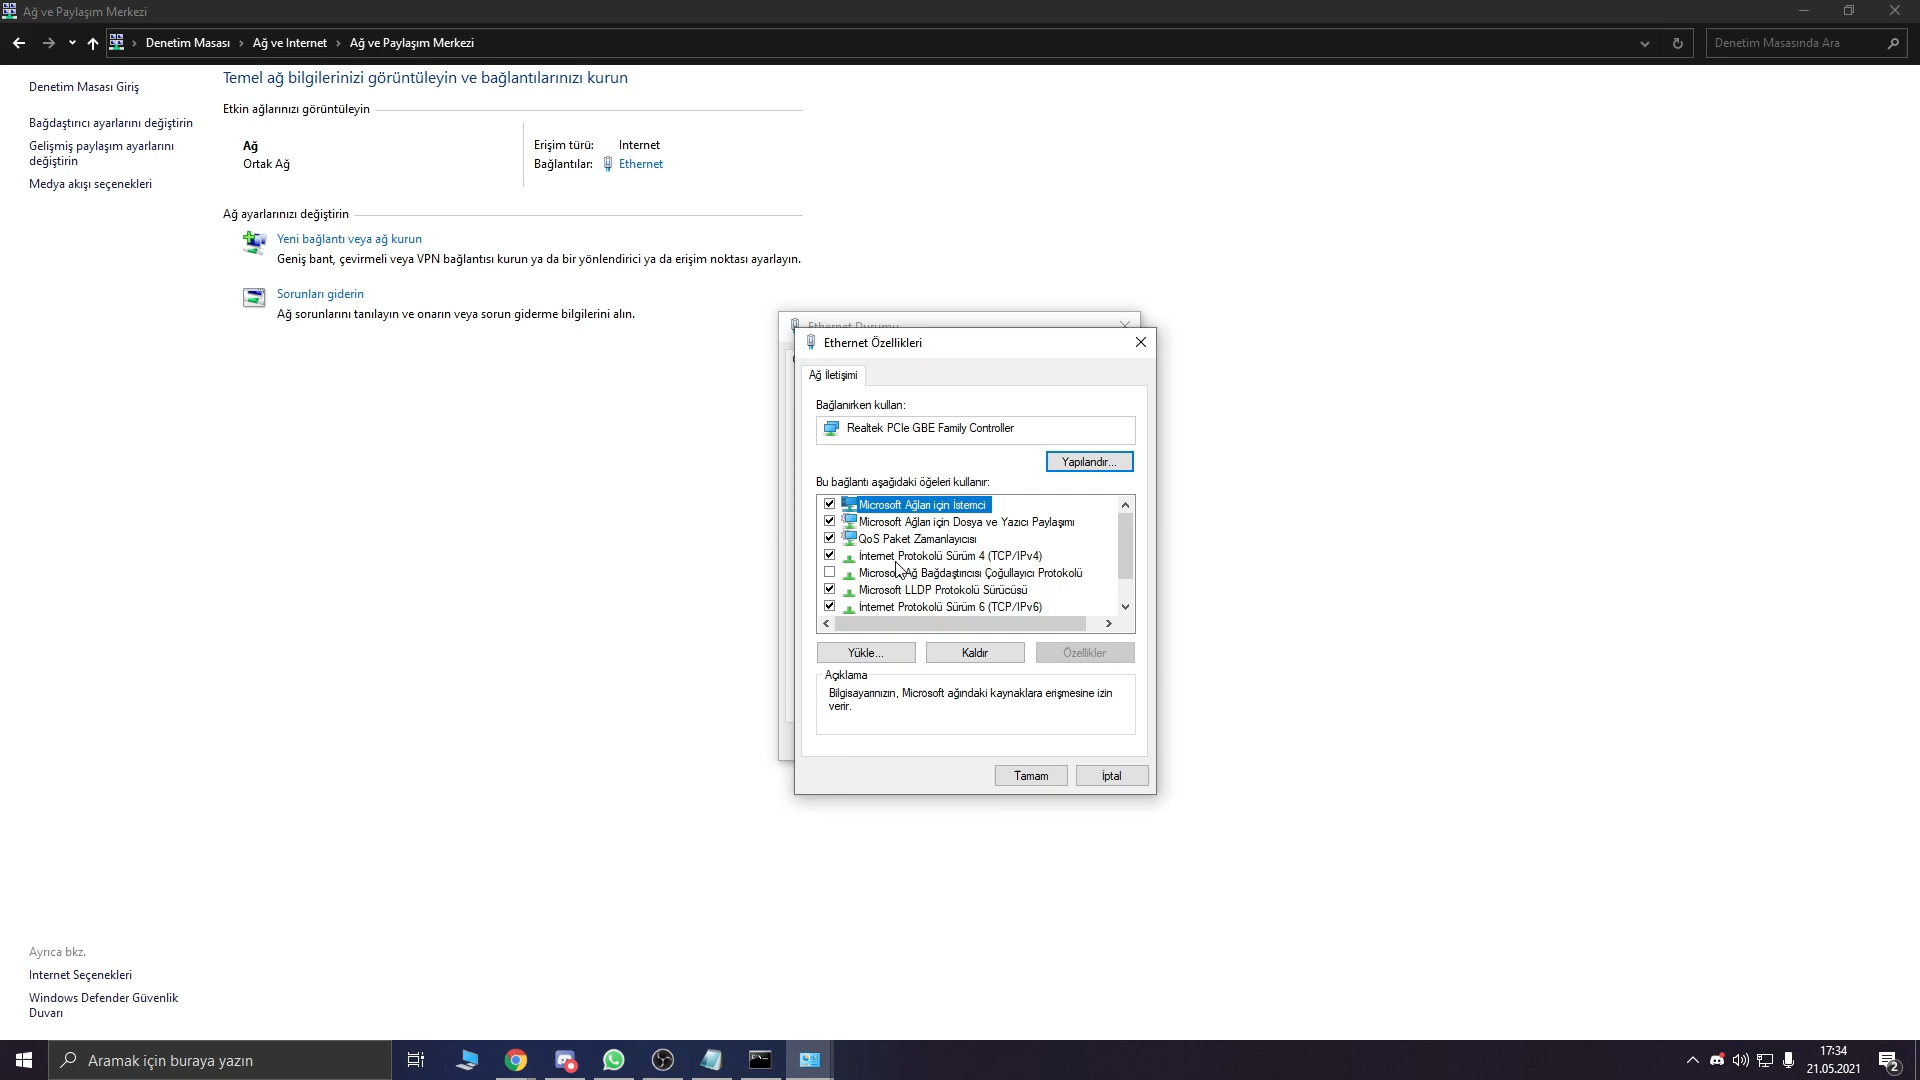 Ağ ve Paylaşım Merkezi
Denetim Masası › Ağ ve Internet › Ağ ve Paylaşım Merkezi
Denetim Masasında Ara
Denetim Masası Giriş
Bağdaştırıcı ayarlarını değiştirin
Gelişmiş paylaşım ayarlarını
değiştirin
Medya akışı seçenekleri
Temel ağ bilgilerinizi görüntüleyin ve bağlantılarınızı kurun
Etkin ağlarınızı görüntüleyin
Ağ
Ortak Ağ
Erişim türü: Internet
Bağlantılar: Ethernet
Ağ ayarlarınızı değiştirin
Yeni bağlantı veya ağ kurun
Geniş bant, çevirmeli veya VPN bağlantısı kurun ya da bir yönlendirici ya da erişim noktası ayarlayın.
Sorunları giderin
Ağ sorunlarını tanılayın ve onarın veya sorun giderme bilgilerini alın.
Ethernet Durumu
Ethernet Özellikleri
Ağ İletişimi
Bağlanırken kullan:
Realtek PCIe GBE Family Controller
Yapılandır...
Bu bağlantı aşağıdaki öğeleri kullanır:
Microsoft Ağları için İstemci
Microsoft Ağları için Dosya ve Yazıcı Paylaşımı
QoS Paket Zamanlayıcısı
İnternet Protokolü Sürüm 4 (TCP/IPv4)
Microsoft Ağ Bağdaştırıcısı Çoğullayıcı Protokolü
Microsoft LLDP Protokolü Sürücüsü
İnternet Protokolü Sürüm 6 (TCP/IPv6)
Yükle...
Kaldır
Özellikler
Açıklama
Bilgisayarınızın, Microsoft ağındaki kaynaklara erişmesine izin
verir.
Tamam
İptal
Ayrıca bkz.
Internet Seçenekleri
Windows Defender Güvenlik
Duvarı
Aramak için buraya yazın
17:34
21.05.2021
2